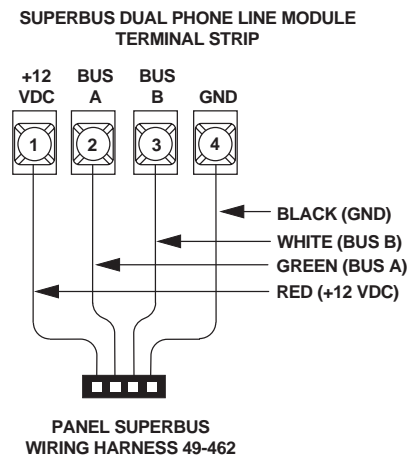 SUPERBUS DUAL PHONE LINE MODULE
TERMINAL STRIP
+12 VDC
BUS A
BUS B
GND
1 2 3 4
BLACK (GND)
WHITE (BUS B)
GREEN (BUS A)
RED (+12 VDC)
PANEL SUPERBUS
WIRING HARNESS 49-462